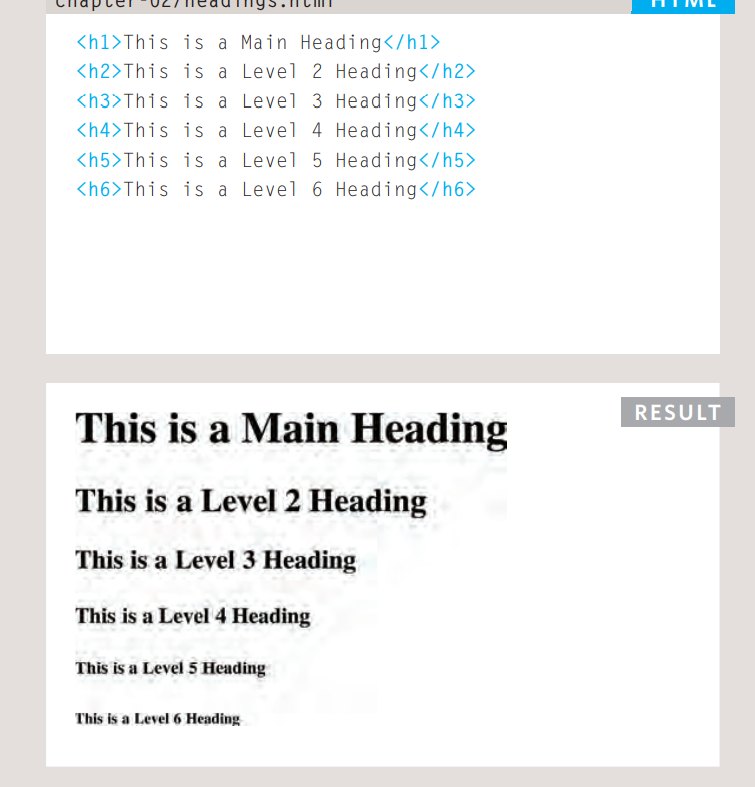 chapter-02/headings.html
HTML
<h1>This is a Main Heading</h1>
<h2>This is a Level 2 Heading</h2>
<h3>This is a Level 3 Heading</h3>
<h4>This is a Level 4 Heading</h4>
<h5>This is a Level 5 Heading</h5>
<h6>This is a Level 6 Heading</h6>
RESULT
This is a Main Heading
This is a Level 2 Heading
This is a Level 3 Heading
This is a Level 4 Heading
This is a Level 5 Heading
This is a Level 6 Heading